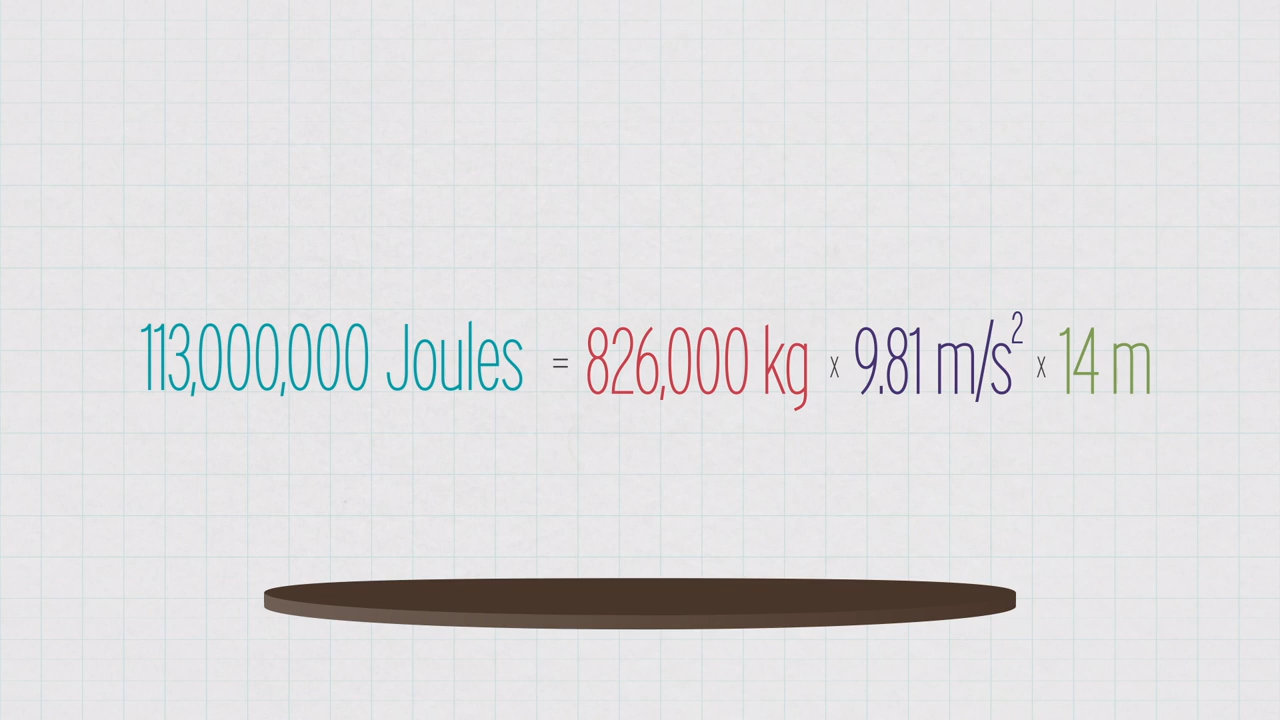 113,000,000 Joules = 826,000 kg x 9.81 m/s² x 14 m